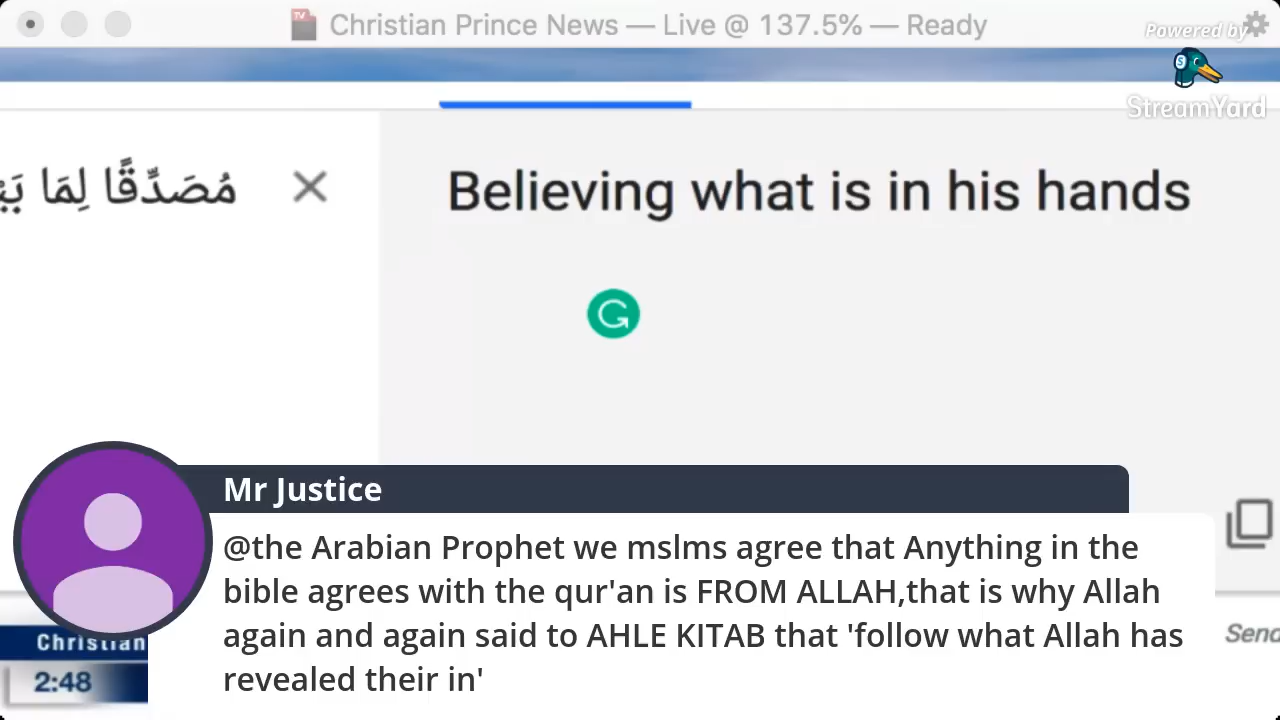 Christian Prince News — Live @ 137.5% — Ready
Powered by
StreamYard
مُصَدِّقًا لِمَا
Believing what is in his hands
Mr Justice
@the Arabian Prophet we mslms agree that Anything in the
bible agrees with the qur'an is FROM ALLAH,that is why Allah
again and again said to AHLE KITAB that 'follow what Allah has
revealed their in'
Send
Christian
2:48